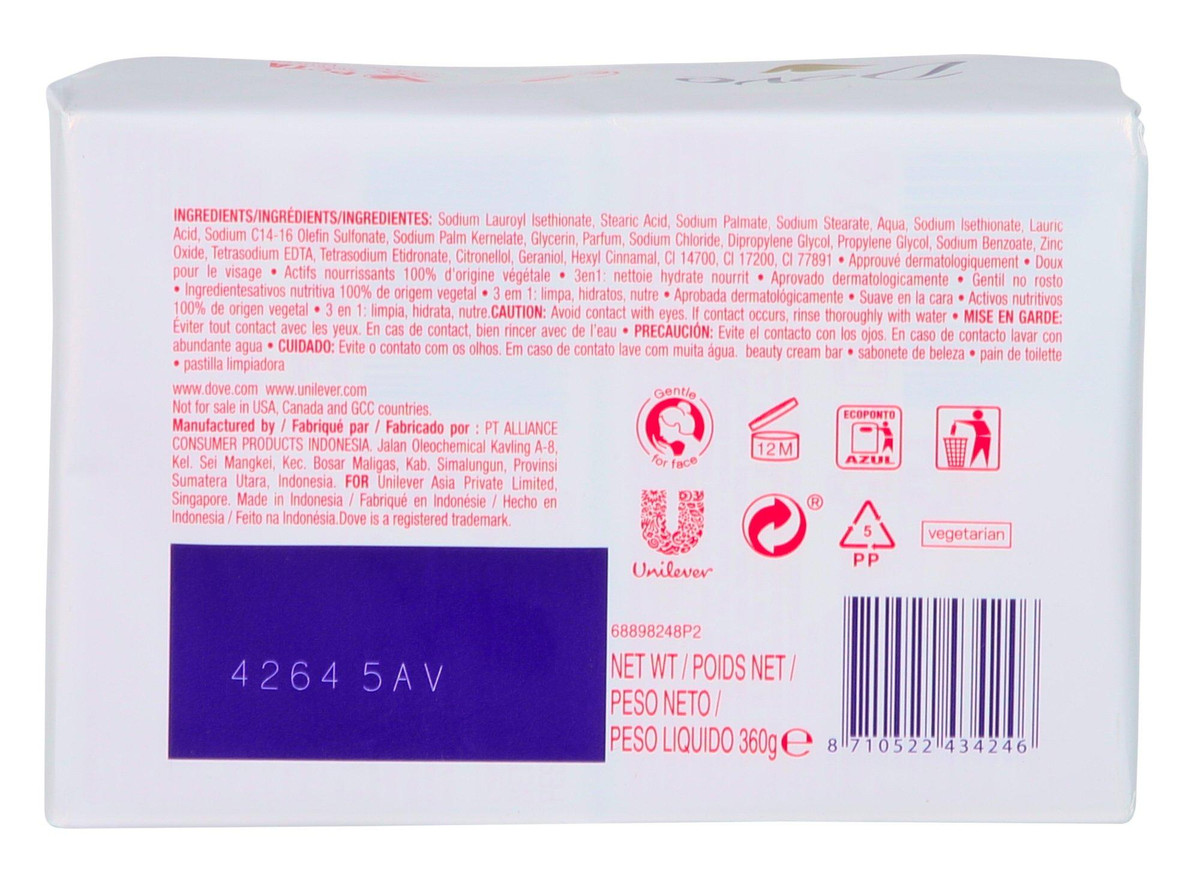 PETA
Dove
INGREDIENTS/INGRÉDIENTS/INGREDIENTES: Sodium Lauroyl Isethionate, Stearic Acid, Sodium Palmate, Sodium Stearate, Aqua, Sodium Isethionate, Lauric
Acid, Sodium C14-16 Olefin Sulfonate, Sodium Palm Kernelate, Glycerin, Parfum, Sodium Chloride, Dipropylene Glycol, Propylene Glycol, Sodium Benzoate, Zinc
Oxide, Tetrasodium EDTA, Tetrasodium Etidronate, Citronellol, Geraniol, Hexyl Cinnamal, CI 14700, CI 17200, CI 77891 • Approuvé dermatologiquement • Doux
pour le visage • Actifs nourrissants 100% d'origine végétale • 3en1: nettoie hydrate nourrit • Aprovado dermatologicamente • Gentil no rosto
• Ingredientesativos nutritiva 100% de origem vegetal • 3 em 1: limpa, hidratos, nutre • Aprobada dermatológicamente • Suave en la cara • Activos nutritivos
100% de origen vegetal • 3 en 1: limpia, hidrata, nutre.CAUTION: Avoid contact with eyes. If contact occurs, rinse thoroughly with water • MISE EN GARDE:
Éviter tout contact avec les yeux. En cas de contact, bien rincer avec de l'eau • PRECAUCIÓN: Evite el contacto con los ojos. En caso de contacto lavar con
abundante agua • CUIDADO: Evite o contato com os olhos. Em caso de contato lave com muita água. beauty cream bar • sabonete de beleza • pain de toilette
• pastilla limpiadora
www.dove.com www.unilever.com
Not for sale in USA, Canada and GCC countries.
Manufactured by / Fabriqué par / Fabricado por : PT ALLIANCE
CONSUMER PRODUCTS INDONESIA. Jalan Oleochemical Kavling A-8,
Kel. Sei Mangkei, Kec. Bosar Maligas, Kab. Simalungun, Provinsi
Sumatera Utara, Indonesia. FOR Unilever Asia Private Limited,
Singapore. Made in Indonesia / Fabriqué en Indonésie / Hecho en
Indonesia / Feito na Indonésia.Dove is a registered trademark.
Gentle
for face
12M
ECOPONTO
AZUL
Unilever
®
5
PP
vegetarian
42645AV
68898248P2
NET WT / POIDS NET /
PESO NETO /
PESO LIQUIDO 360g e
8 710522 434246